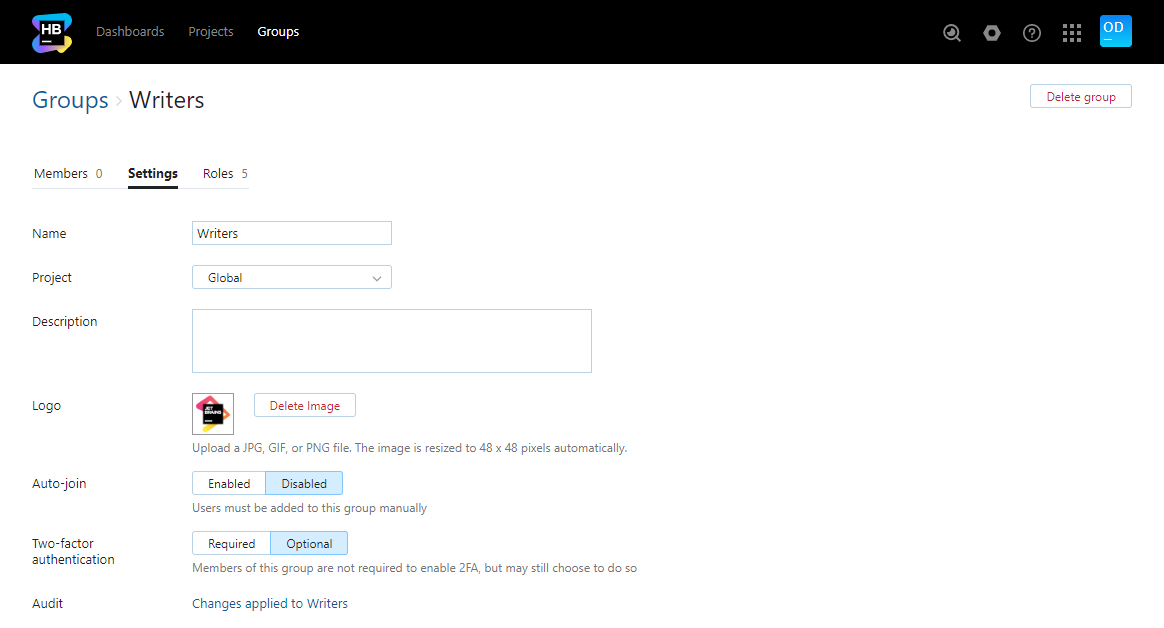 HB
Dashboards Projects Groups
OD
Groups › Writers
Delete group
Members 0 Settings Roles 5
Name Writers
Project Global
Description
Logo
JET
BRAINS
Delete Image
Upload a JPG, GIF, or PNG file. The image is resized to 48 x 48 pixels automatically.
Auto-join Enabled Disabled
Users must be added to this group manually
Two-factor
authentication
Required Optional
Members of this group are not required to enable 2FA, but may still choose to do so
Audit Changes applied to Writers